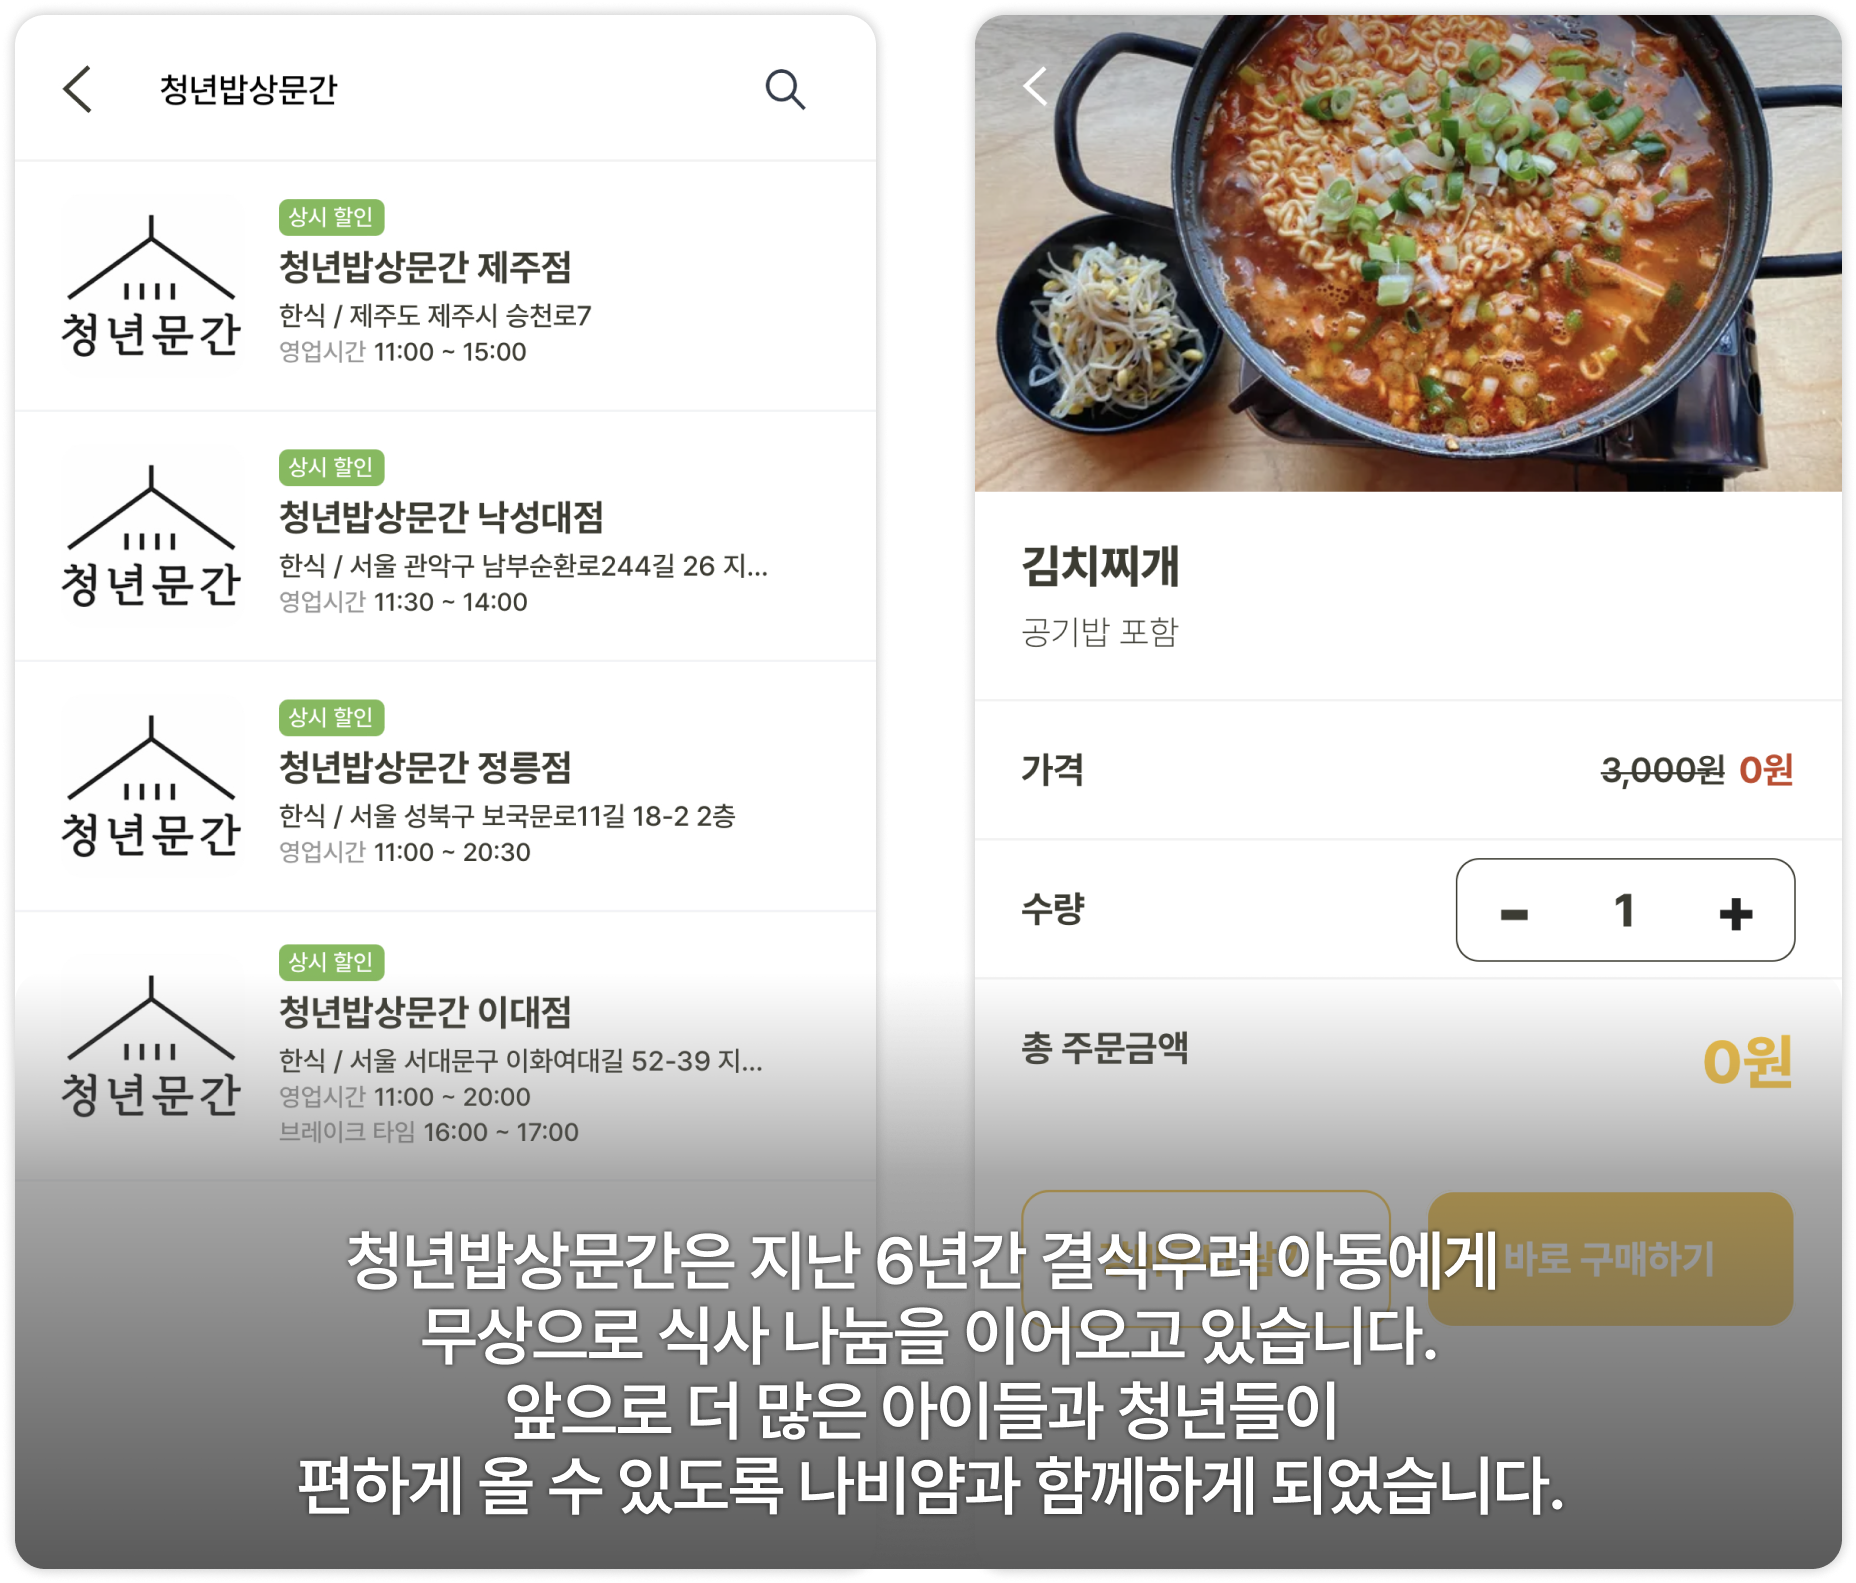 청년밥상문간
청년문간
상시 할인
청년밥상문간 제주점
한식 / 제주도 제주시 승천로7
영업시간 11:00 ~ 15:00
청년문간
상시 할인
청년밥상문간 낙성대점
한식 / 서울 관악구 남부순환로244길 26 지...
영업시간 11:30 ~ 14:00
청년문간
상시 할인
청년밥상문간 정릉점
한식 / 서울 성북구 보국문로11길 18-2 2층
영업시간 11:00 ~ 20:30
청년문간
상시 할인
청년밥상문간 이대점
한식 / 서울 서대문구 이화여대길 52-39 지...
영업시간 11:00 ~ 20:00
브레이크 타임 16:00 ~ 17:00
김치찌개
공기밥 포함
가격 3,000원 0원
수량 - 1 +
총 주문금액 0원
바로 구매하기
청년밥상문간은 지난 6년간 결식우려 아동에게
무상으로 식사 나눔을 이어오고 있습니다.
앞으로 더 많은 아이들과 청년들이
편하게 올 수 있도록 나비얌과 함께하게 되었습니다.